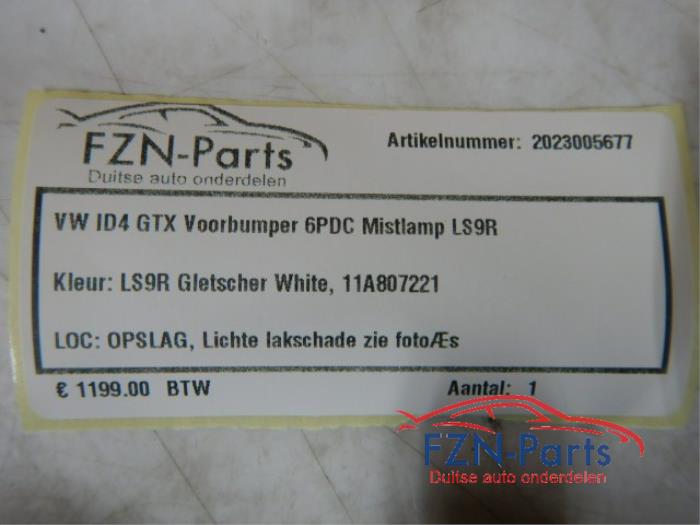 FZN-Parts
Duitse auto onderdelen
Artikelnummer: 2023005677
VW ID4 GTX Voorbumper 6PDC Mistlamp LS9R
Kleur: LS9R Gletscher White, 11A807221
LOC: OPSLAG, Lichte lakschade zie fotoÆs
€ 1199.00 BTW Aantal: 1
FZN-Parts
Duitse auto onderdelen